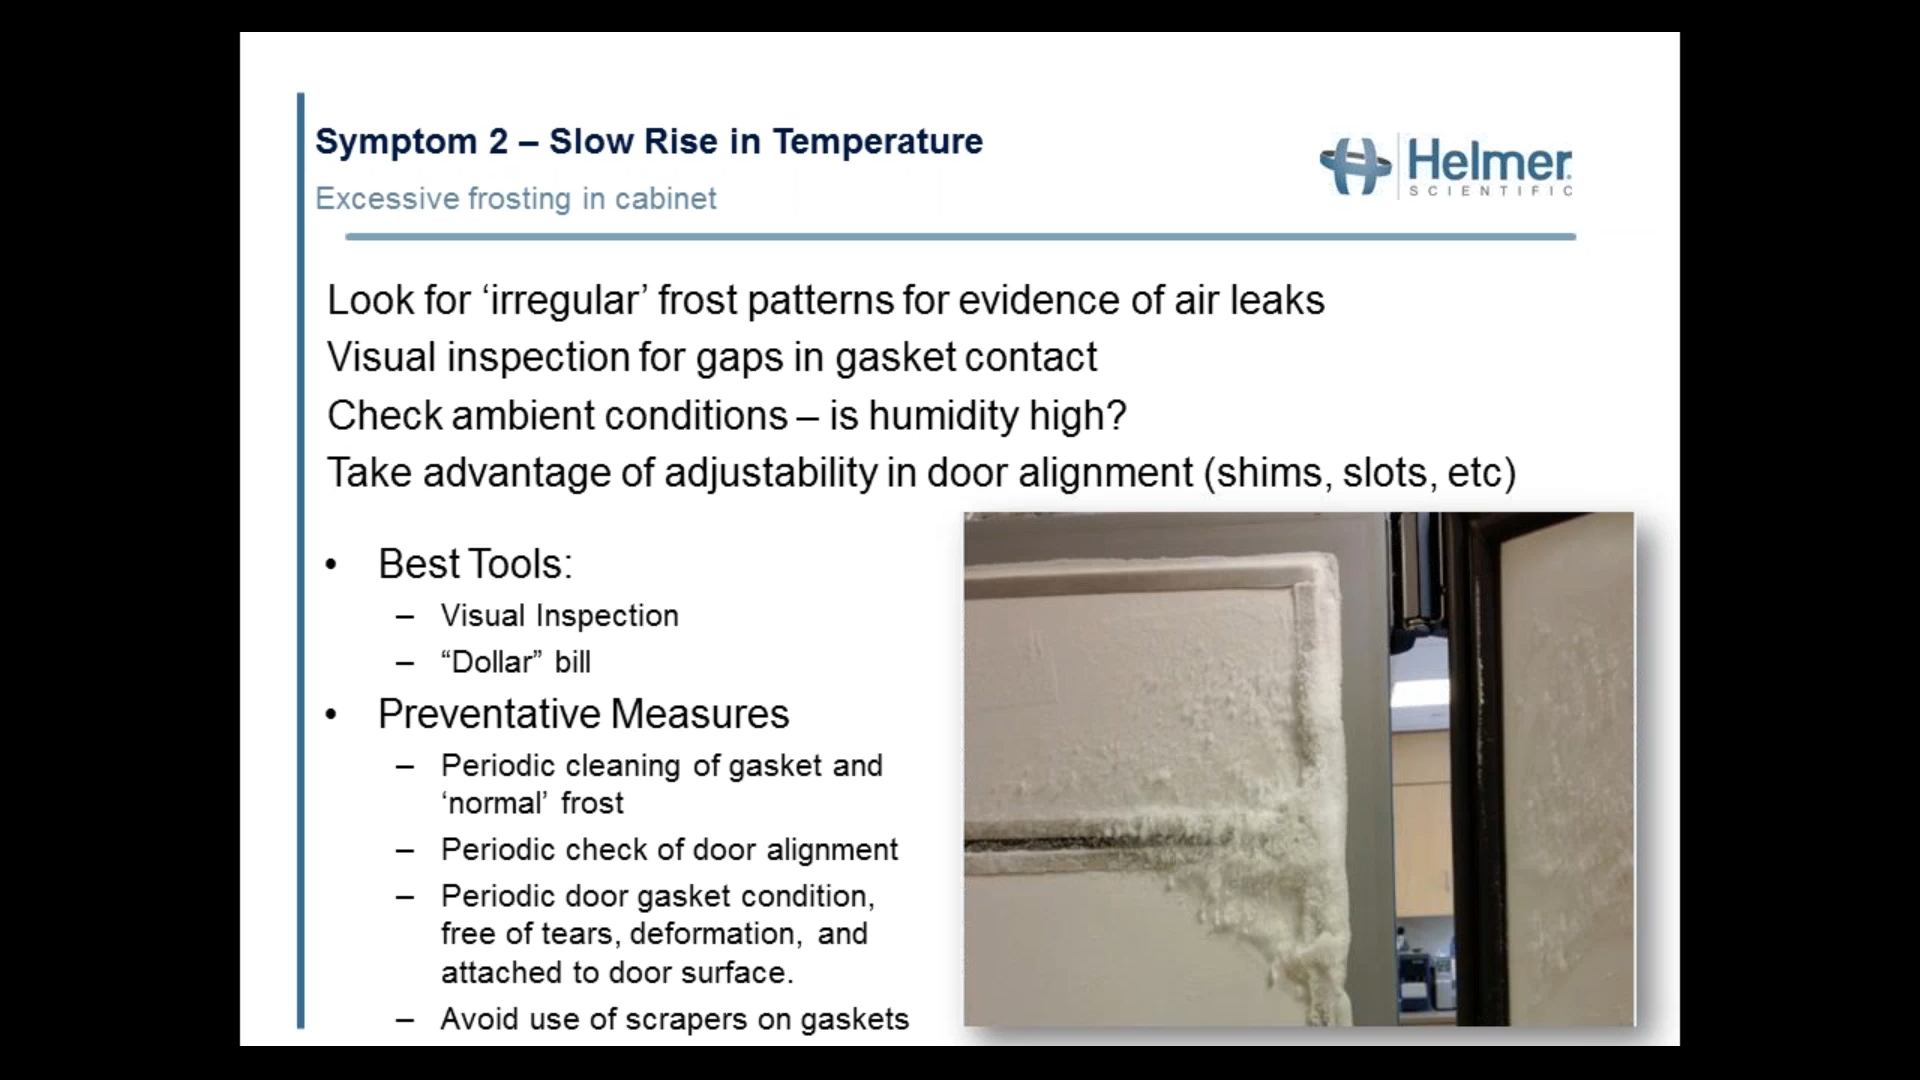 Symptom 2 – Slow Rise in Temperature
Excessive frosting in cabinet
Helmer
SCIENTIFIC
Look for ‘irregular’ frost patterns for evidence of air leaks
Visual inspection for gaps in gasket contact
Check ambient conditions – is humidity high?
Take advantage of adjustability in door alignment (shims, slots, etc)
• Best Tools:
– Visual Inspection
– “Dollar” bill
• Preventative Measures
– Periodic cleaning of gasket and
‘normal’ frost
– Periodic check of door alignment
– Periodic door gasket condition,
free of tears, deformation, and
attached to door surface.
– Avoid use of scrapers on gaskets